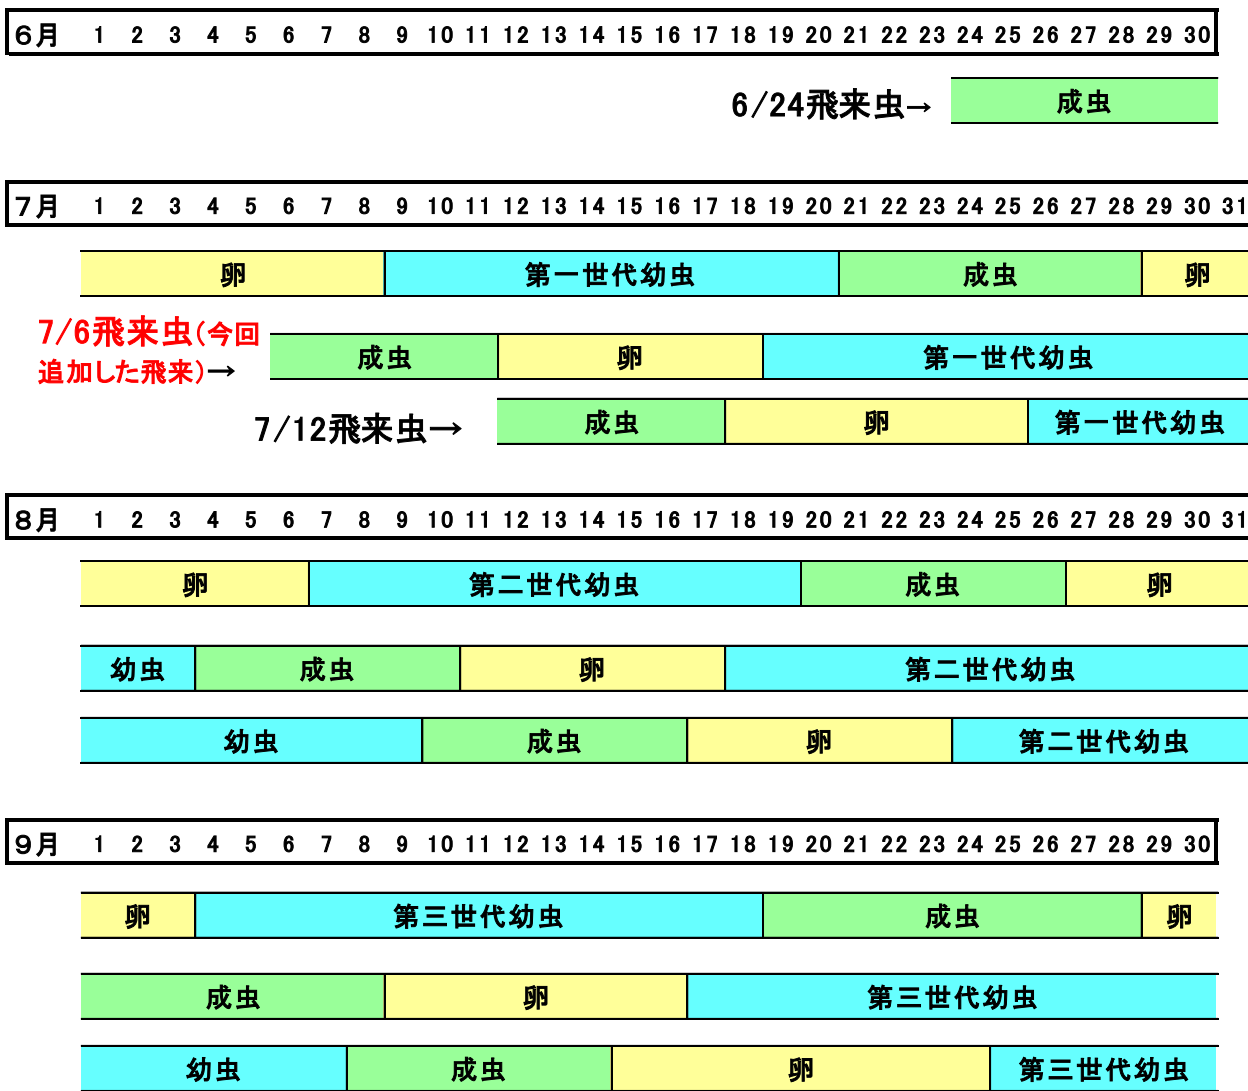 6月 1 2 3 4 5 6 7 8 9 10 11 12 13 14 15 16 17 18 19 20 21 22 23 24 25 26 27 28 29 30
6/24飛来虫→ 成虫
7月 1 2 3 4 5 6 7 8 9 10 11 12 13 14 15 16 17 18 19 20 21 22 23 24 25 26 27 28 29 30 31
卵 第一世代幼虫 成虫 卵
7/6飛来虫(今回
追加した飛来)→ 成虫 卵 第一世代幼虫
7/12飛来虫→ 成虫 卵 第一世代幼虫
8月 1 2 3 4 5 6 7 8 9 10 11 12 13 14 15 16 17 18 19 20 21 22 23 24 25 26 27 28 29 30 31
卵 第二世代幼虫 成虫 卵
幼虫 成虫 卵 第二世代幼虫
幼虫 成虫 卵 第二世代幼虫
9月 1 2 3 4 5 6 7 8 9 10 11 12 13 14 15 16 17 18 19 20 21 22 23 24 25 26 27 28 29 30
卵 第三世代幼虫 成虫 卵
成虫 卵 第三世代幼虫
幼虫 成虫 卵 第三世代幼虫